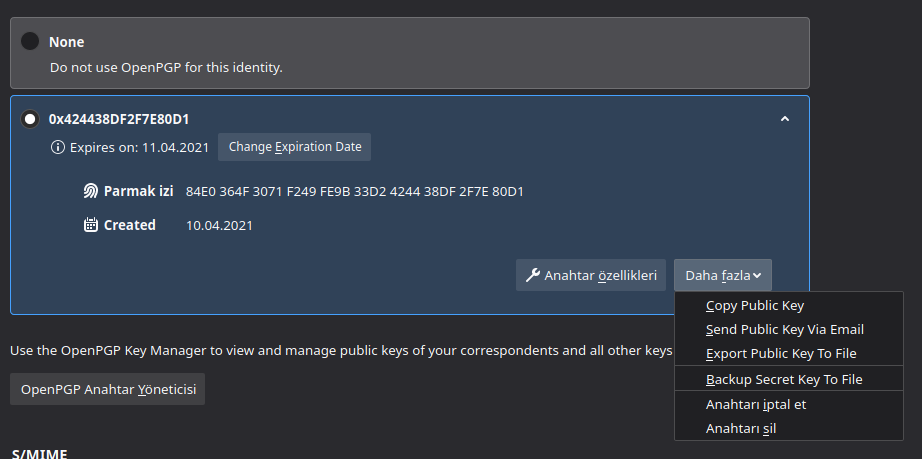 None
Do not use OpenPGP for this identity.
0x424438DF2F7E80D1
Expires on: 11.04.2021 Change Expiration Date
Parmak izi 84E0 364F 3071 F249 FE9B 33D2 4244 38DF 2F7E 80D1
Created 10.04.2021
Anahtar özellikleri Daha fazla
Copy Public Key
Send Public Key Via Email
Export Public Key To File
Backup Secret Key To File
Anahtarı iptal et
Anahtarı sil
Use the OpenPGP Key Manager to view and manage public keys of your correspondents and all other keys
OpenPGP Anahtar Yöneticisi
S/MIME